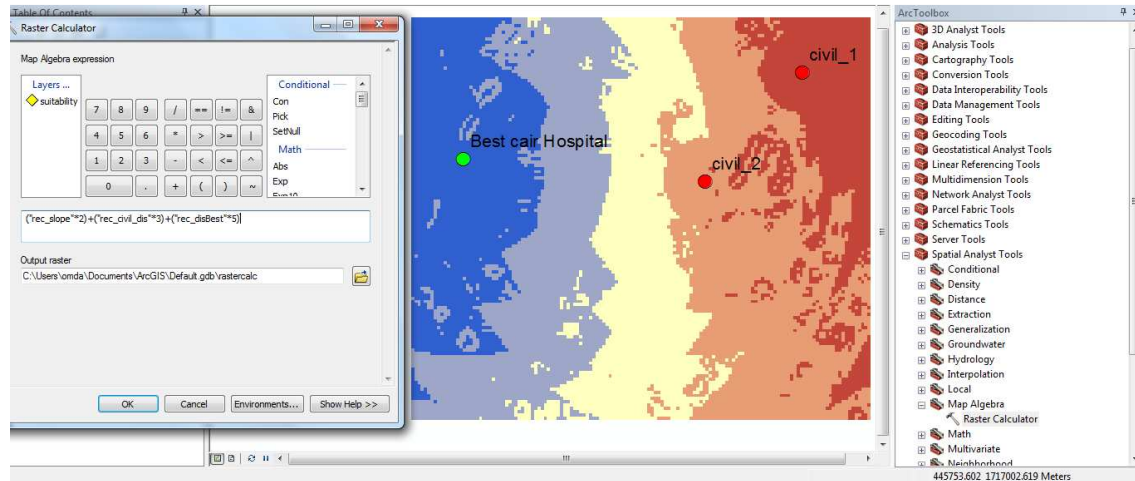 Table Of Contents
Raster Calculator
Map Algebra expression
Layers ...
suitability
7 8 9 / == != &
4 5 6 * > >= |
1 2 3 - < <= ^
0 . + ( ) ~
Conditional
Con
Pick
SetNull
Math
Abs
Exp
Exp10
("rec_slope"*2)+("rec_civil_dis"*3)+("rec_disBest"*5)
Output raster
C:\Users\omda\Documents\ArcGIS\Default.gdb\rastercalc
OK Cancel Environments... Show Help >>
civil_1
Best cair Hospital
civil_2
ArcToolbox
3D Analyst Tools
Analysis Tools
Cartography Tools
Conversion Tools
Data Interoperability Tools
Data Management Tools
Editing Tools
Geocoding Tools
Geostatistical Analyst Tools
Linear Referencing Tools
Multidimension Tools
Network Analyst Tools
Parcel Fabric Tools
Schematics Tools
Server Tools
Spatial Analyst Tools
Conditional
Density
Distance
Extraction
Generalization
Groundwater
Hydrology
Interpolation
Local
Map Algebra
Raster Calculator
Math
Multivariate
Neighborhood
445753.602 1717002.619 Meters